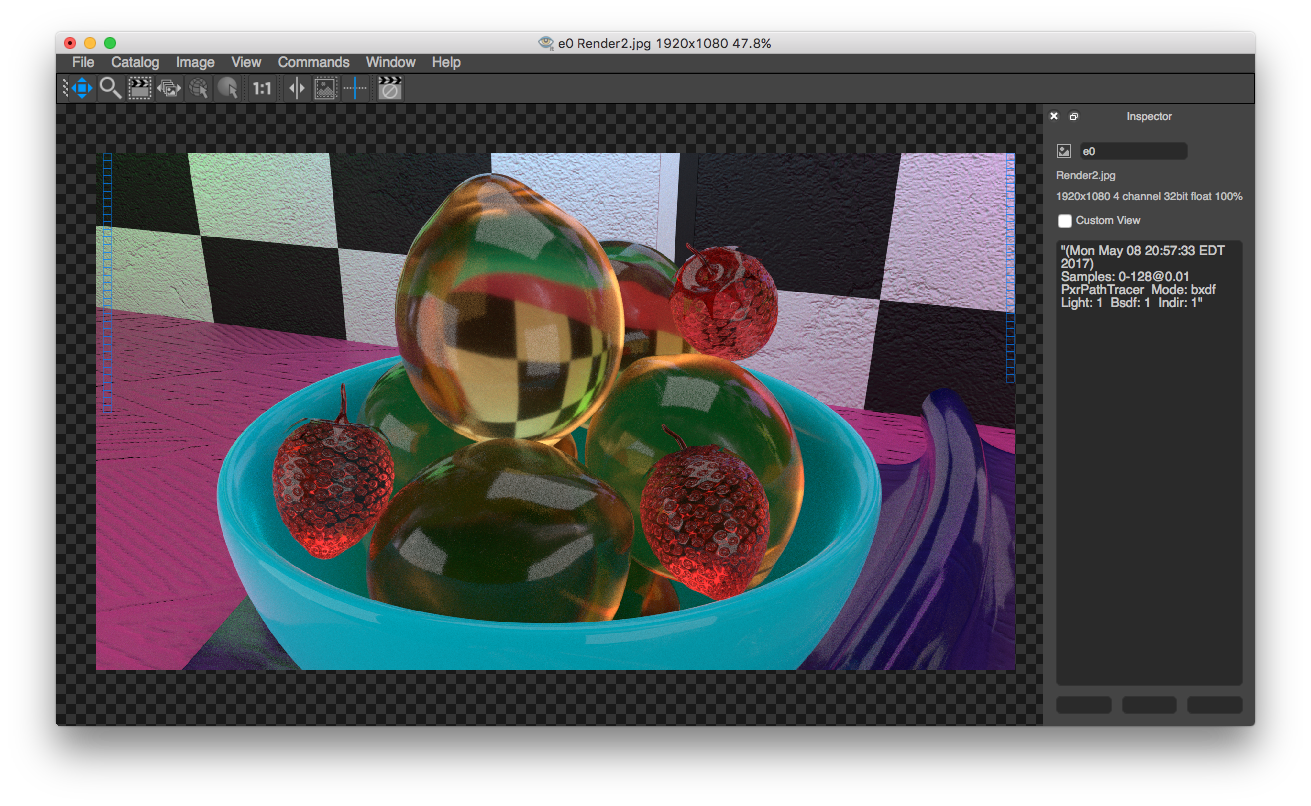 e0 Render2.jpg 1920x1080 47.8%
File Catalog Image View Commands Window Help
1:1
Inspector
e0
Render2.jpg
1920x1080 4 channel 32bit float 100%
Custom View
"(Mon May 08 20:57:33 EDT
2017)
Samples: 0-128@0.01
PxrPathTracer Mode: bxdf
Light: 1 Bsdf: 1 Indir: 1"